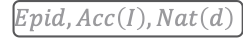 Epid, Acc(I), Nat(d)